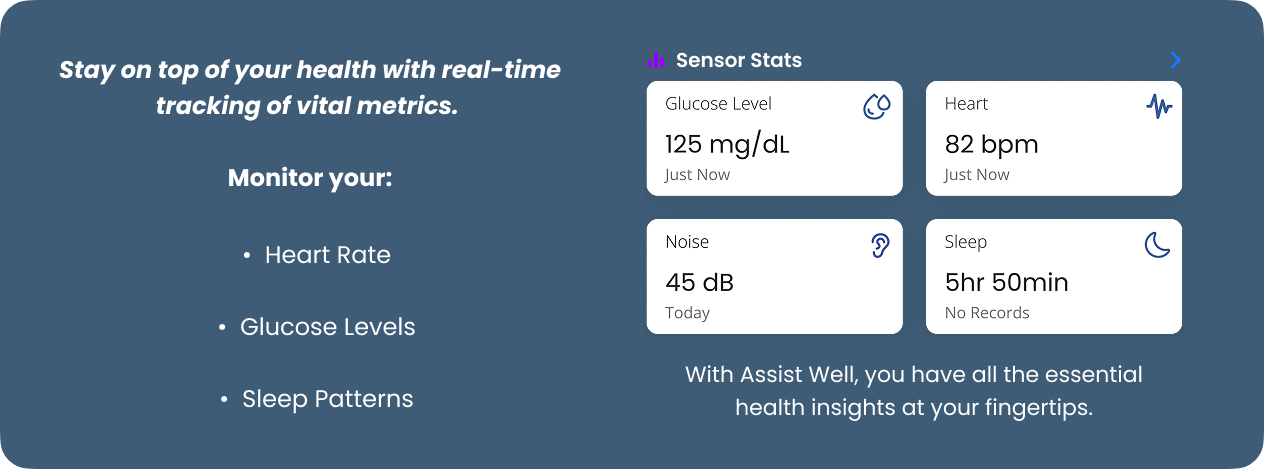 Stay on top of your health with real-time
tracking of vital metrics.
Monitor your:
• Heart Rate
• Glucose Levels
• Sleep Patterns
Sensor Stats
Glucose Level
125 mg/dL
Just Now
Heart
82 bpm
Just Now
Noise
45 dB
Today
Sleep
5hr 50min
No Records
With Assist Well, you have all the essential
health insights at your fingertips.